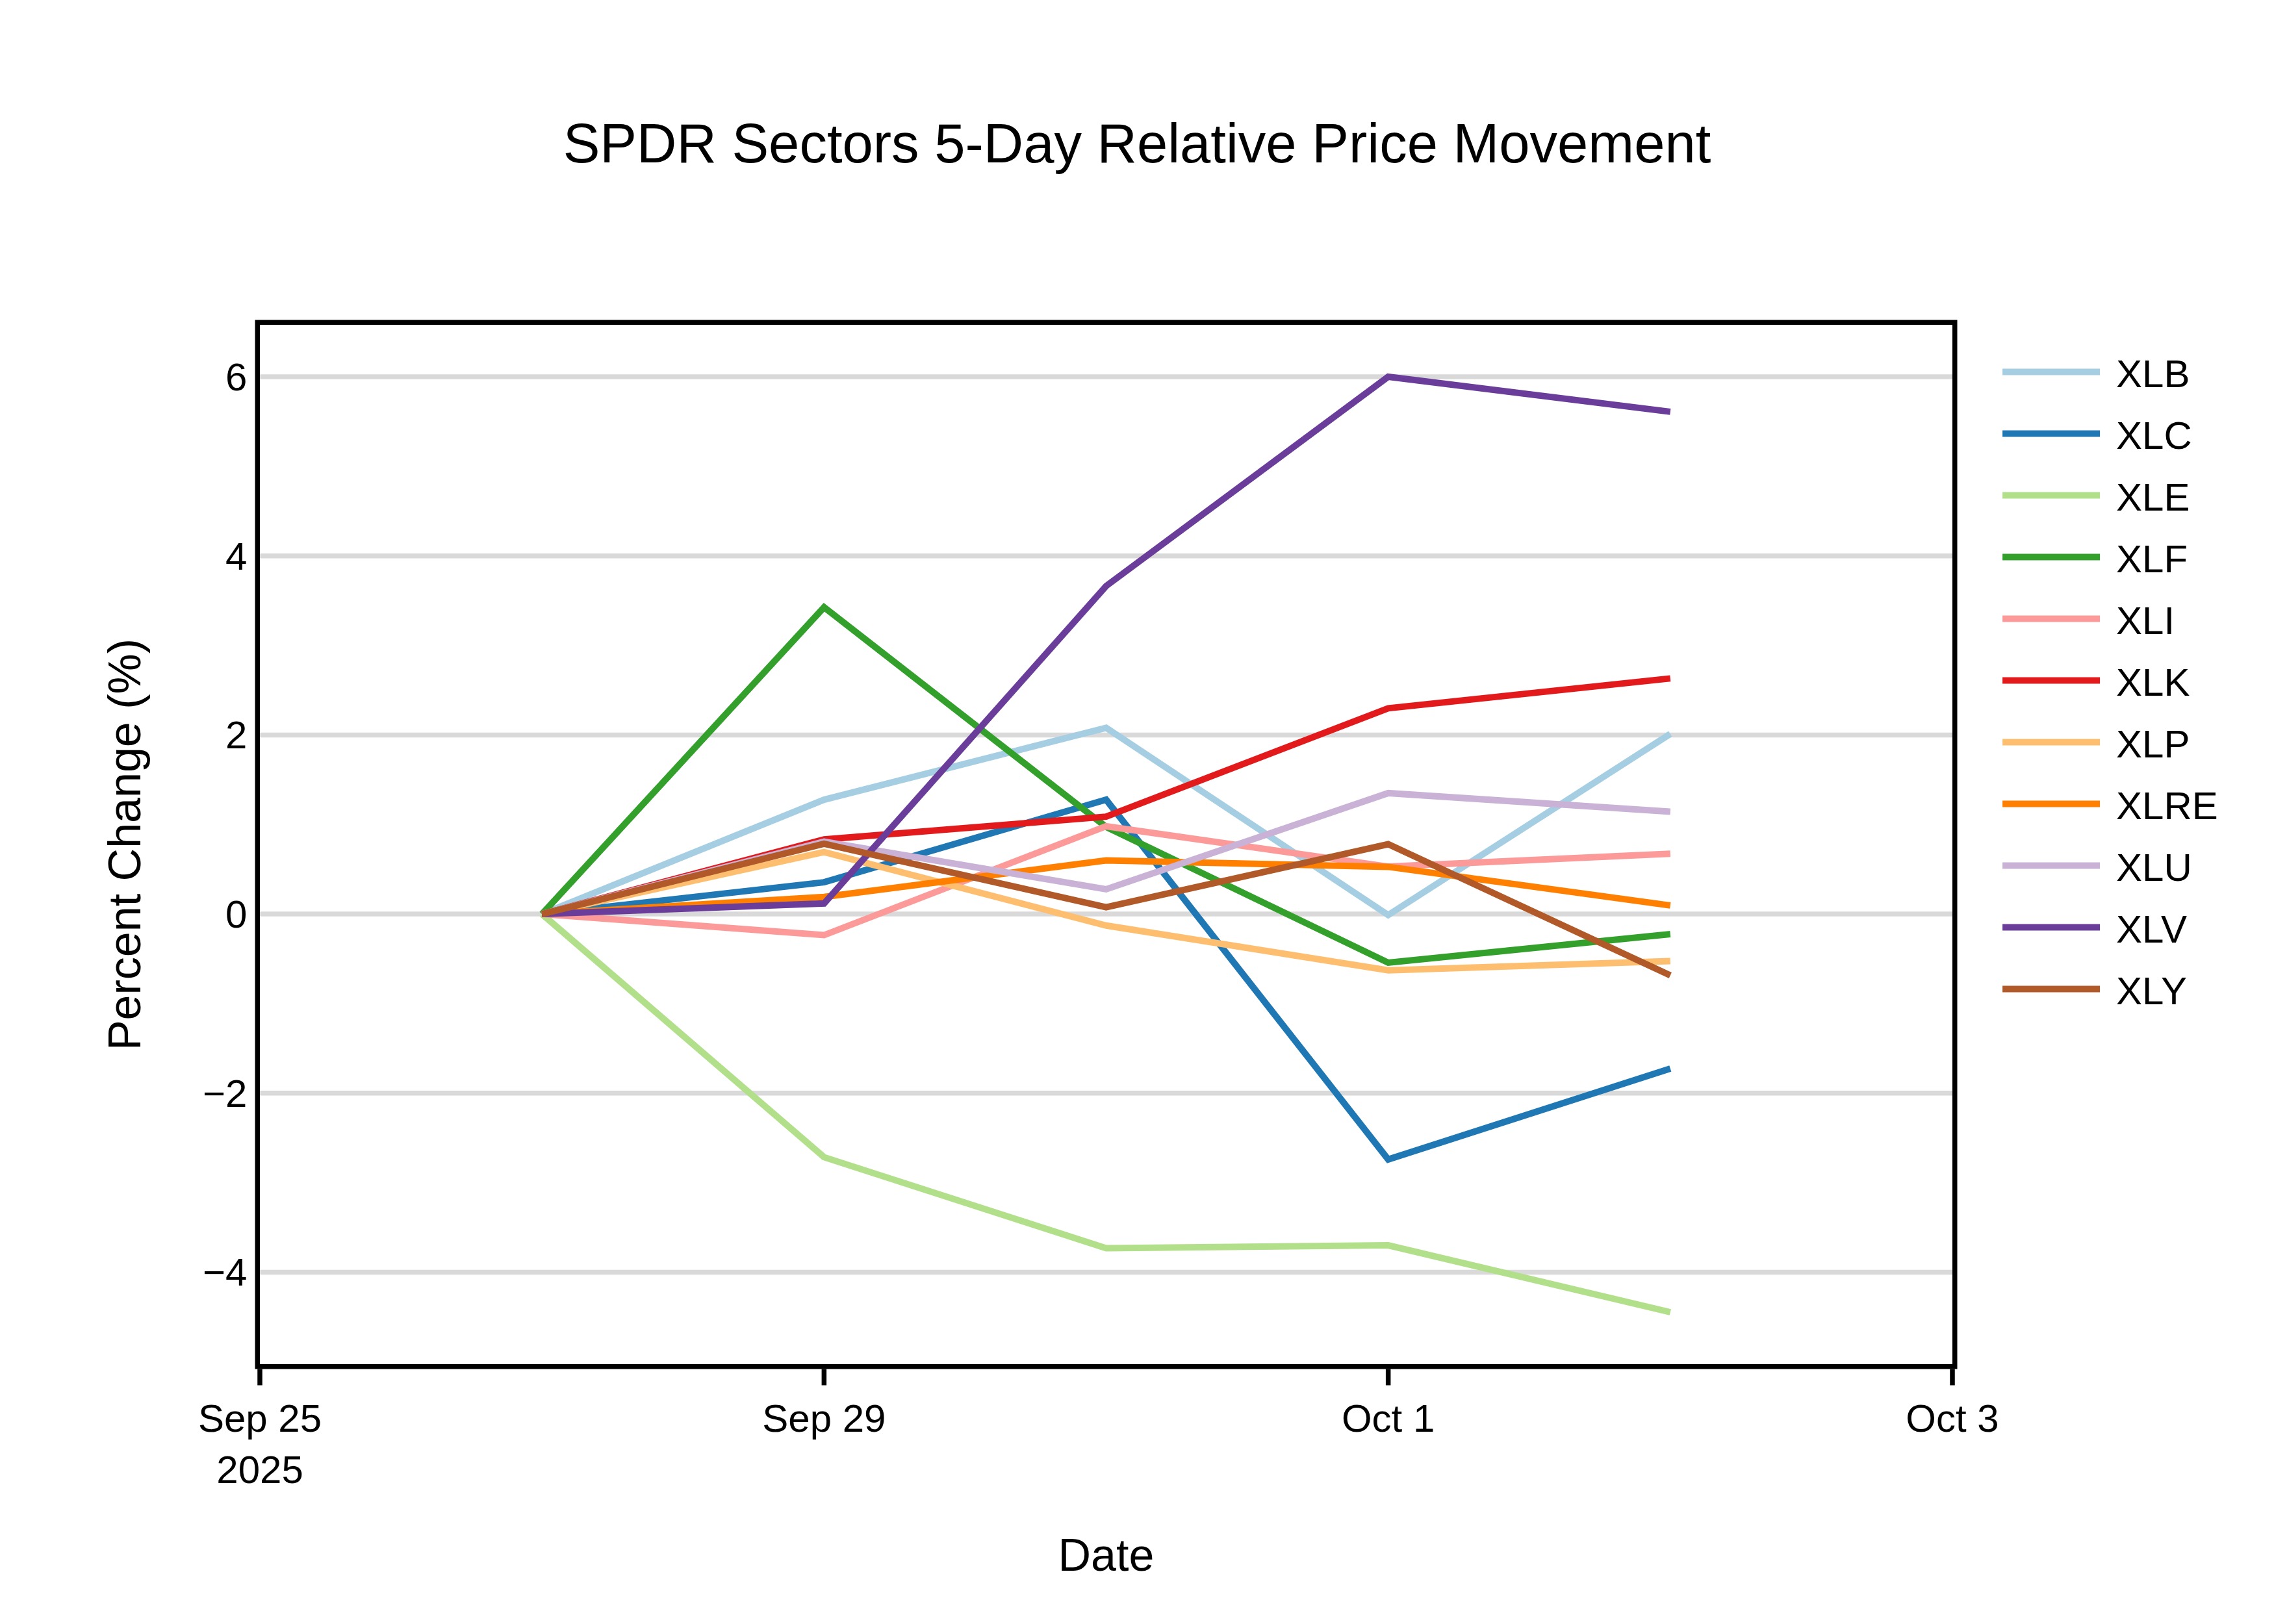 SPDR Sectors 5-Day Relative Price Movement
Percent Change (%)
6
4
2
0
−2
−4
Sep 25
2025
Sep 29
Oct 1
Oct 3
Date
XLB
XLC
XLE
XLF
XLI
XLK
XLP
XLRE
XLU
XLV
XLY